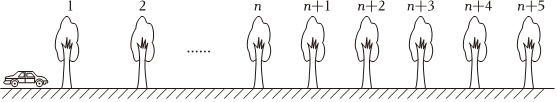 1 2 ...... n n+1 n+2 n+3 n+4 n+5